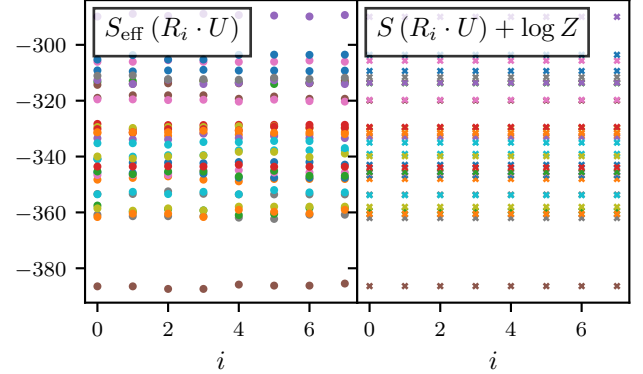 S_eff (R_i · U)
S (R_i · U) + log Z
−300
−320
−340
−360
−380
0 2 4 6
0 2 4 6
i
i